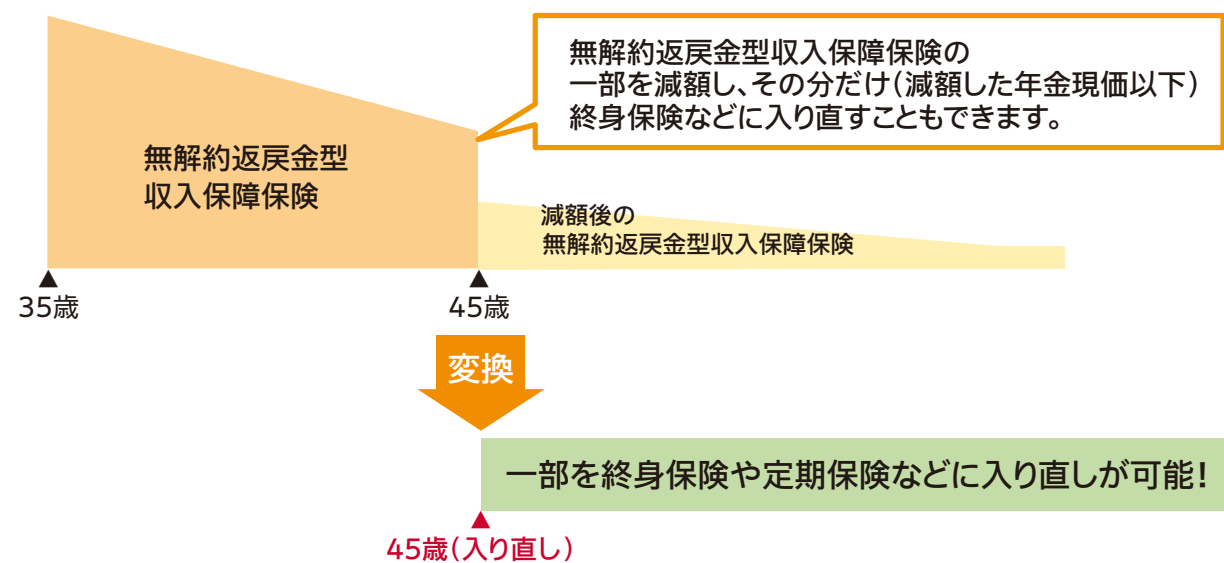 無解約返戻金型収入保障保険の
一部を減額し、その分だけ(減額した年金現価以下)
終身保険などに入り直すこともできます。
無解約返戻金型
収入保障保険
減額後の
無解約返戻金型収入保障保険
▲ ▲
35歳 45歳
変換
一部を終身保険や定期保険などに入り直しが可能!
▲
45歳(入り直し)